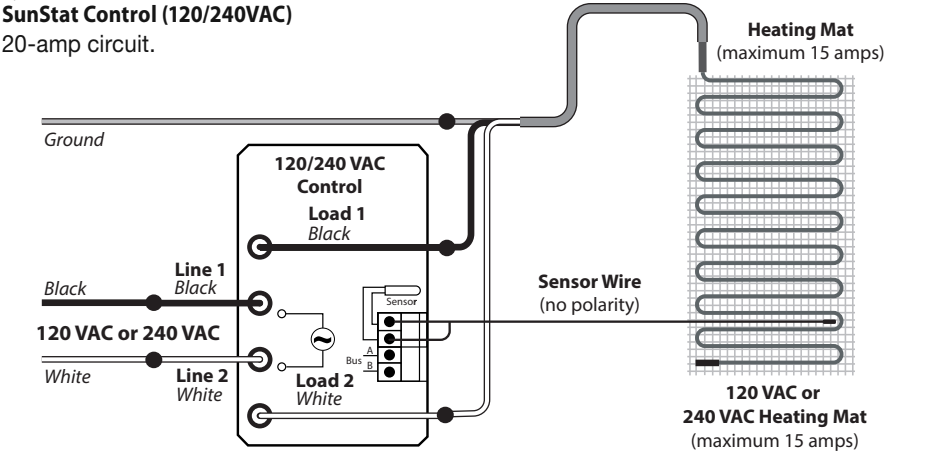 SunStat Control (120/240VAC)
20-amp circuit.
Heating Mat
(maximum 15 amps)
Ground
120/240 VAC
Control
Load 1
Black
Line 1
Black
Black
Sensor
Sensor Wire
(no polarity)
120 VAC or 240 VAC
A
Bus
B
White
Line 2
White
Load 2
White
120 VAC or
240 VAC Heating Mat
(maximum 15 amps)